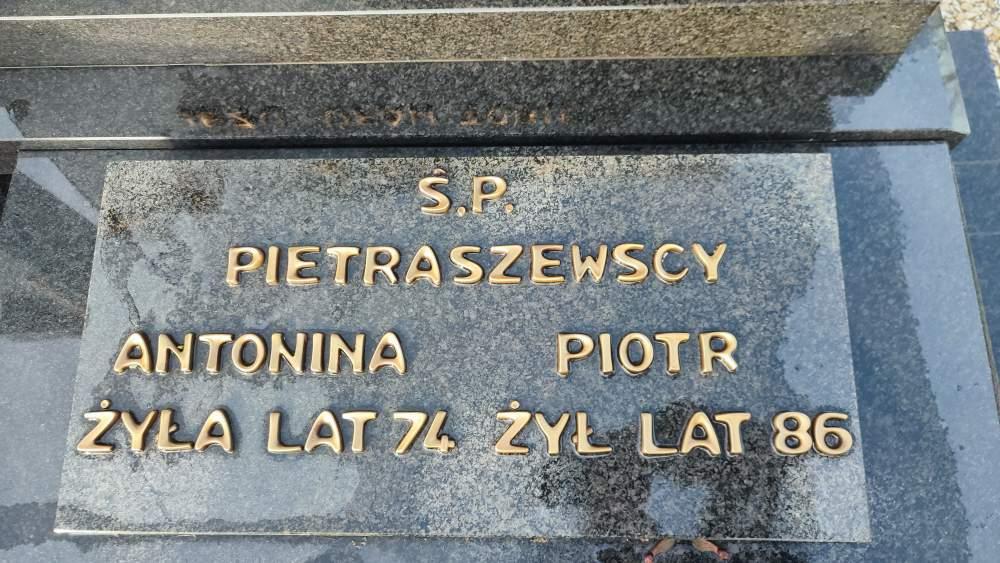 Ś.P.
PIETRASZEWSCY
ANTONINA PIOTR
ŻYŁA LAT 74 ŻYŁ LAT 86